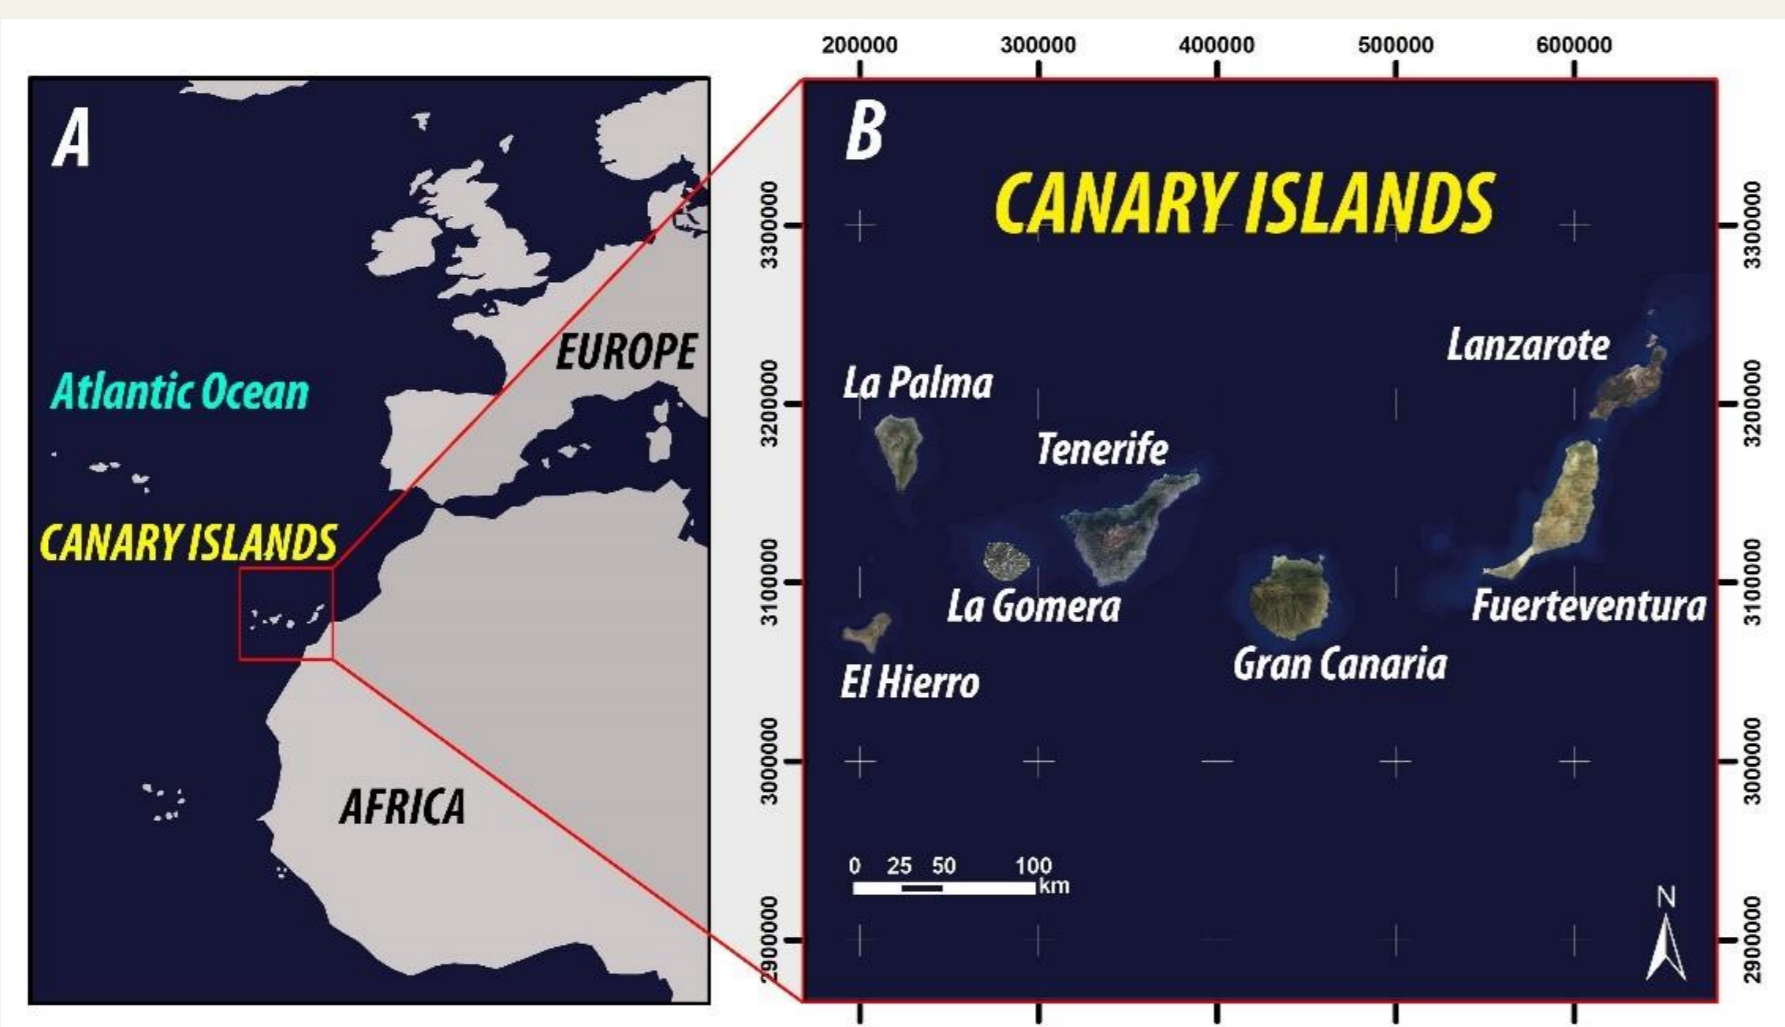 A
Atlantic Ocean
CANARY ISLANDS
EUROPE
AFRICA
200000 300000 400000 500000 600000
B
CANARY ISLANDS
La Palma
Tenerife
Lanzarote
La Gomera
El Hierro
Gran Canaria
Fuerteventura
0 25 50 100
km
N
3300000
3200000
3100000
3000000
2900000
3300000
3200000
3100000
3000000
2900000